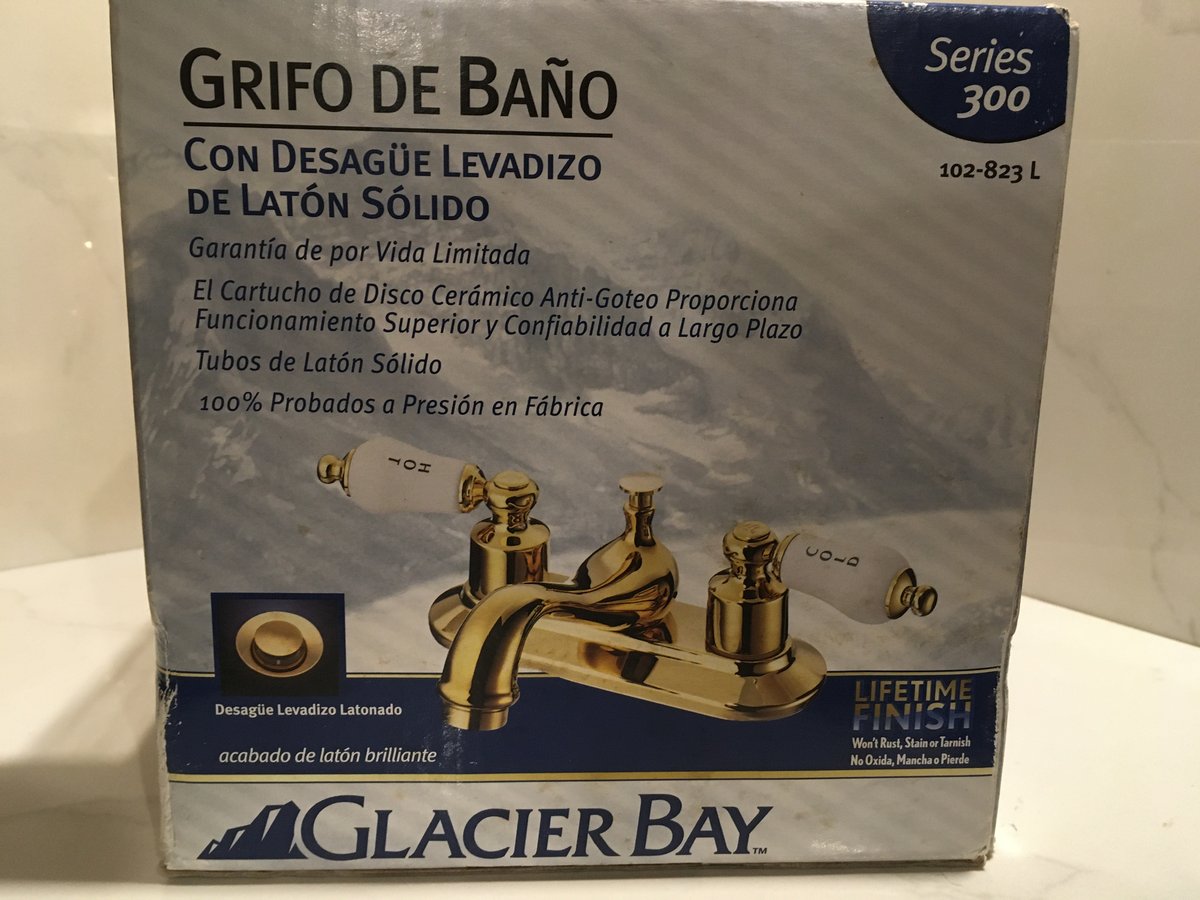 GRIFO DE BAÑO
Series
300
102-823 L
CON DESAGÜE LEVADIZO
DE LATÓN SÓLIDO
Garantía de por Vida Limitada
El Cartucho de Disco Cerámico Anti-Goteo Proporciona
Funcionamiento Superior y Confiabilidad a Largo Plazo
Tubos de Latón Sólido
100% Probados a Presión en Fábrica
HOT
COLD
Desagüe Levadizo Latonado
acabado de latón brilliante
LIFETIME
FINISH
Won't Rust, Stain or Tarnish
No Oxida, Mancha o Pierde
GLACIER BAY™